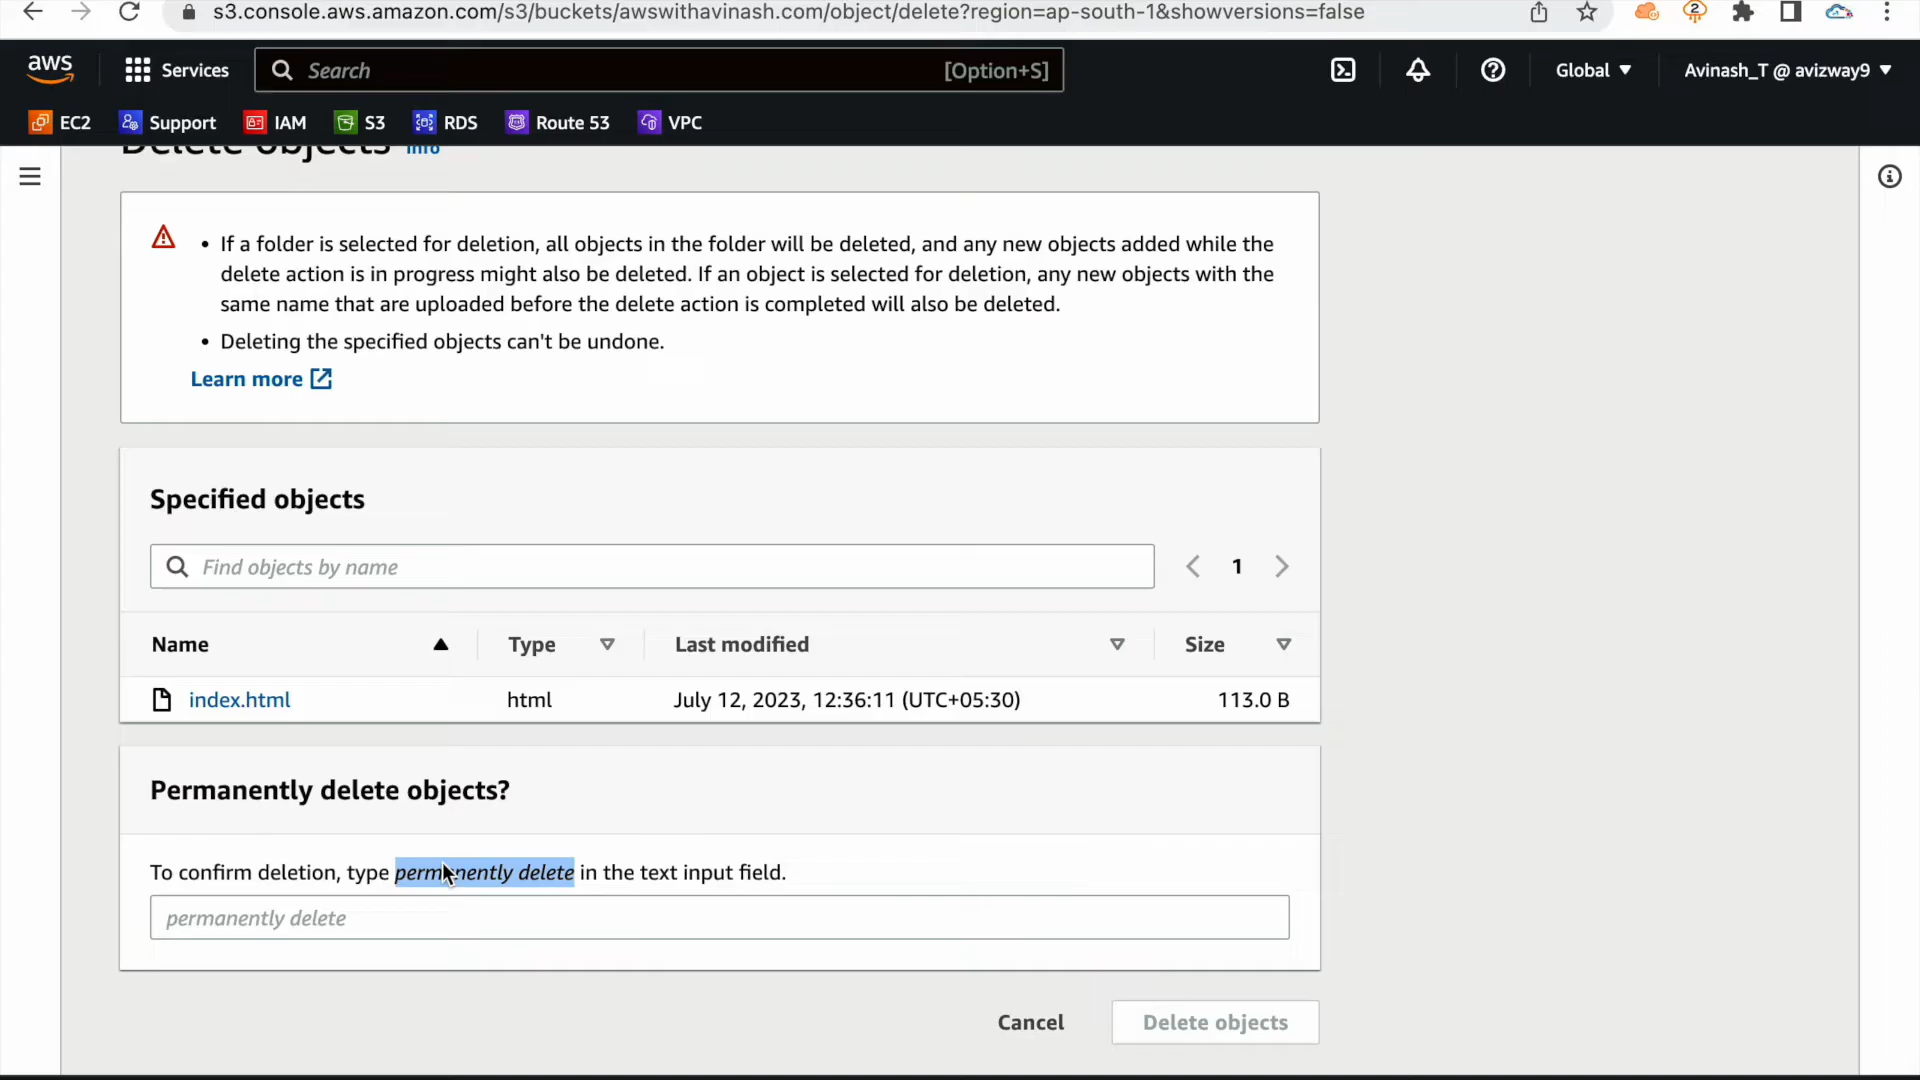 s3.console.aws.amazon.com/s3/buckets/awswithavinash.com/object/delete?region=ap-south-1&showversions=false
2
aws
Services
Search
[Option+S]
Global
Avinash_T @ avizway9
EC2
Support
IAM
S3
RDS
Route 53
VPC
Delete objects Info
• If a folder is selected for deletion, all objects in the folder will be deleted, and any new objects added while the
delete action is in progress might also be deleted. If an object is selected for deletion, any new objects with the
same name that are uploaded before the delete action is completed will also be deleted.
• Deleting the specified objects can't be undone.
Learn more
Specified objects
Find objects by name
1
Name Type Last modified Size
index.html html July 12, 2023, 12:36:11 (UTC+05:30) 113.0 B
Permanently delete objects?
To confirm deletion, type permanently delete in the text input field.
permanently delete
Cancel
Delete objects